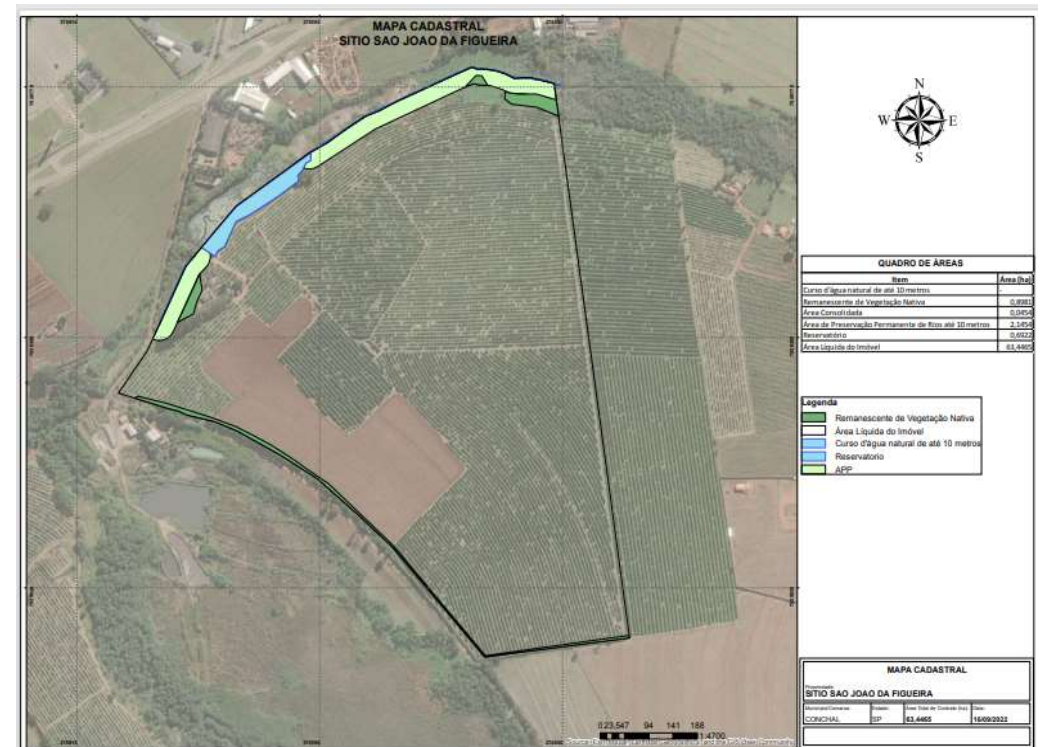 MAPA CADASTRAL
SITIO SAO JOAO DA FIGUEIRA
N
W E
S
QUADRO DE ÁREAS
Item Área (ha)
Curso d'água natural de até 10 metros -
Remanescente de Vegetação Nativa 0,8981
Área Consolidada 0,0454
Área de Preservação Permanente de Rios até 10 metros 2,1454
Reservatório 0,6922
Área Líquida do Imóvel 63,4465
Legenda
Remanescente de Vegetação Nativa
Área Líquida do Imóvel
Curso d'água natural de até 10 metros
Reservatorio
APP
MAPA CADASTRAL
SITIO SAO JOAO DA FIGUEIRA
CONCHAL SP 63,4465 16/09/2022
0 23,5 47 94 141 188
1:4700